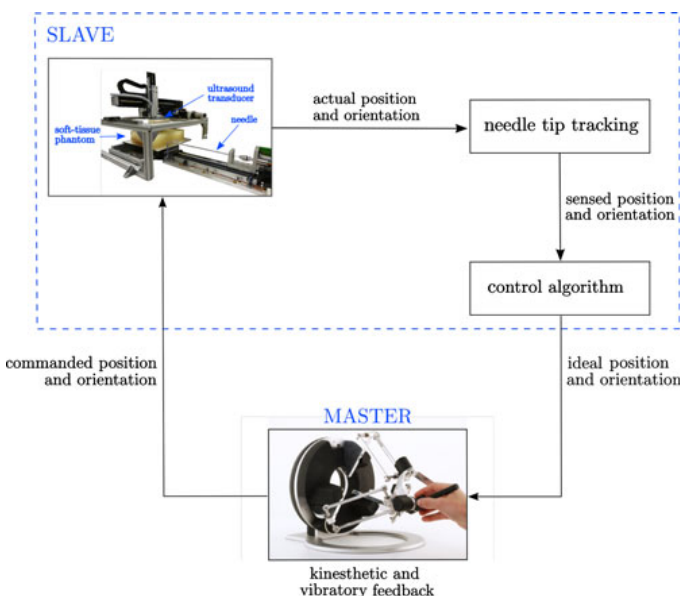 SLAVE
ultrasound
transducer
needle
soft-tissue
phantom
actual position
and orientation
needle tip tracking
sensed position
and orientation
control algorithm
commanded position
and orientation
ideal position
and orientation
MASTER
kinesthetic and
vibratory feedback